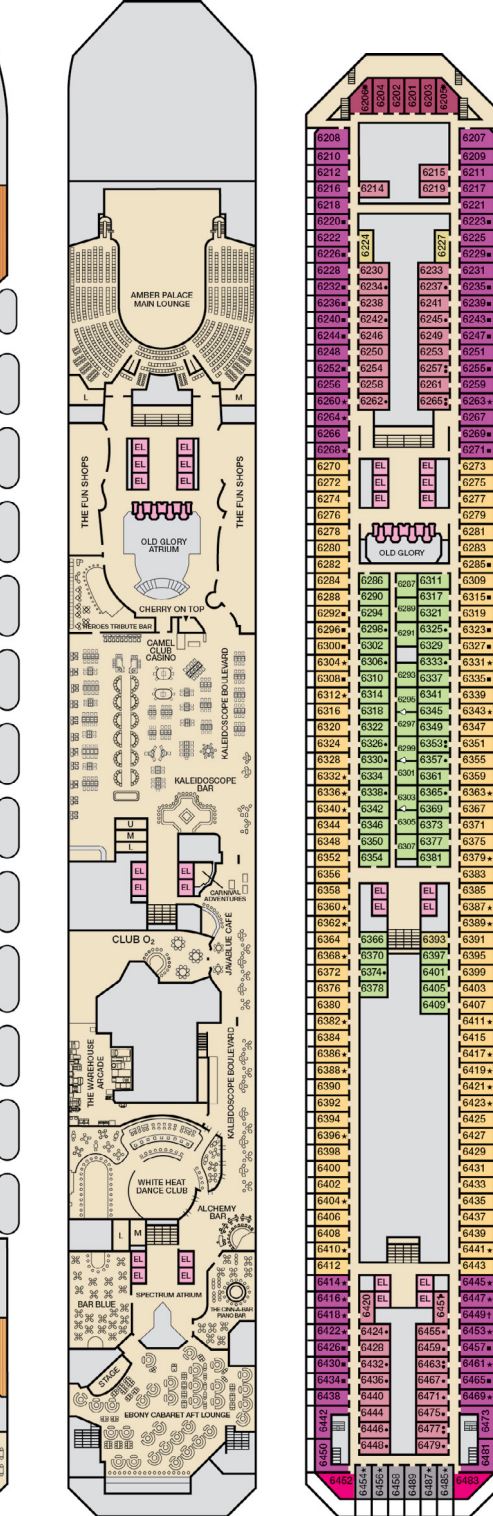 AMBER PALACE
MAIN LOUNGE
L
M
THE FUN SHOPS
EL EL
EL EL
EL EL
THE FUN SHOPS
OLD GLORY
ATRIUM
CHERRY ON TOP
HEROES TRIBUTE BAR
CAMEL
CLUB
CASINO
KALEIDOSCOPE BOULEVARD
KALEIDOSCOPE
BAR
U
M
L
EL EL
EL EL
CARNIVAL
ADVENTURES
JAVABLUE CAFÉ
CLUB O2
THE WAREHOUSE
ARCADE
KALEIDOSCOPE BOULEVARD
WHITE HEAT
DANCE CLUB
ALCHEMY
BAR
L M
EL EL
EL EL
SPECTRUM ATRIUM
BAR BLUE
THE CINN-A-BAR
PIANO BAR
STAGE
EBONY CABARET AFT LOUNGE
6206 6204 6202 6201 6203 6205
6208 6207
6210 6209
6212 6215 6211
6216 6214 6219 6217
6218 6221
6220 6223
6222 6224 6227 6225
6226 6229
6228 6230 6233 6231
6232 6234 6237 6235
6236 6238 6241 6239
6240 6242 6245 6243
6244 6246 6249 6247
6248 6250 6253 6251
6252 6254 6257 6255
6256 6258 6261 6259
6260 6262 6265 6263
6264 6267
6266 6269
6268 6271
6270 EL EL 6273
6272 EL EL 6275
6274 EL EL 6277
6276 6279
6278 6281
6280 OLD GLORY 6283
6282 6285
6284 6286 6287 6311 6309
6288 6290 6317 6315
6292 6294 6289 6321 6319
6296 6298 6291 6325 6323
6300 6302 6329 6327
6304 6306 6333 6331
6308 6310 6293 6337 6335
6312 6314 6295 6341 6339
6316 6318 6345 6343
6320 6322 6297 6349 6347
6324 6326 6299 6353 6351
6328 6330 6357 6355
6332 6334 6301 6361 6359
6336 6338 6303 6365 6363
6340 6342 6369 6367
6344 6346 6305 6373 6371
6348 6350 6307 6377 6375
6352 6354 6381 6379
6356 6383
6358 EL EL 6385
6360 EL EL 6387
6362 6389
6364 6366 6393 6391
6368 6370 6397 6395
6372 6374 6401 6399
6376 6378 6405 6403
6380 6409 6407
6382 6411
6384 6415
6386 6417
6388 6419
6390 6421
6392 6423
6394 6425
6396 6427
6398 6429
6400 6431
6402 6433
6404 6435
6406 6437
6408 6439
6410 6441
6412 6443
6414 EL EL 6445
6416 6420 EL EL 6447
6418 6449
6422 6424 6455 6453
6426 6428 6459 6457
6430 6432 6463 6461
6434 6436 6467 6465
6438 6440 6471 6469
6442 6444 6475 6473
6446 6477
6450 6448 6479 6481
6452 6454 6456 6458 6489 6487 6485 6483